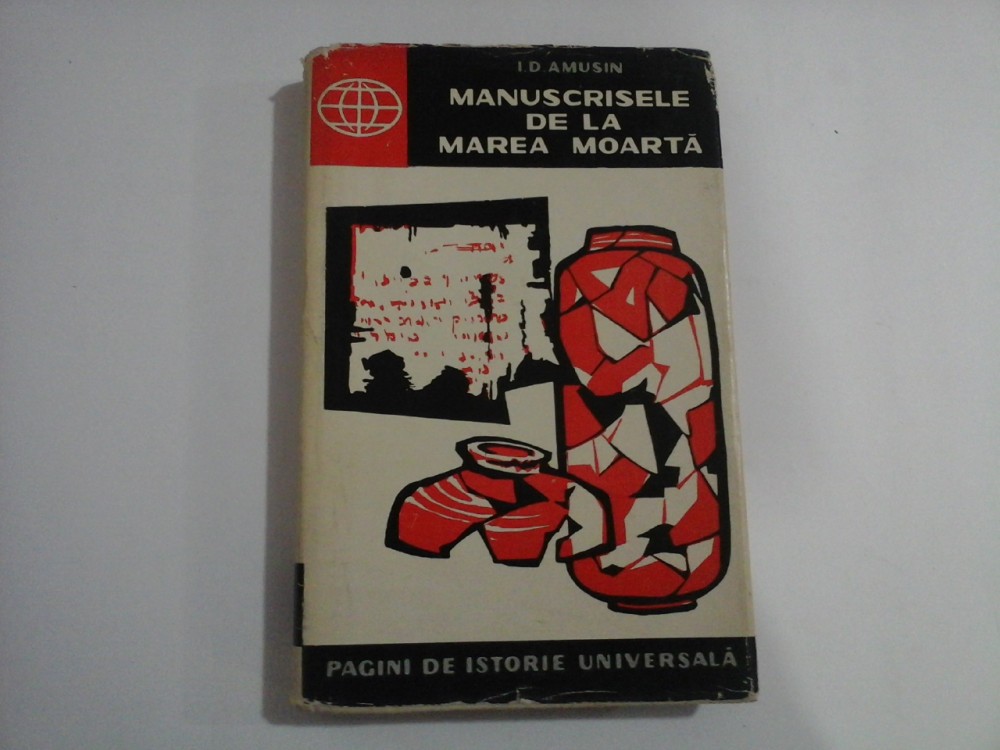 I.D. AMUSIN
MANUSCRISELE
DE LA
MAREA MOARTĂ
PAGINI DE ISTORIE UNIVERSALĂ